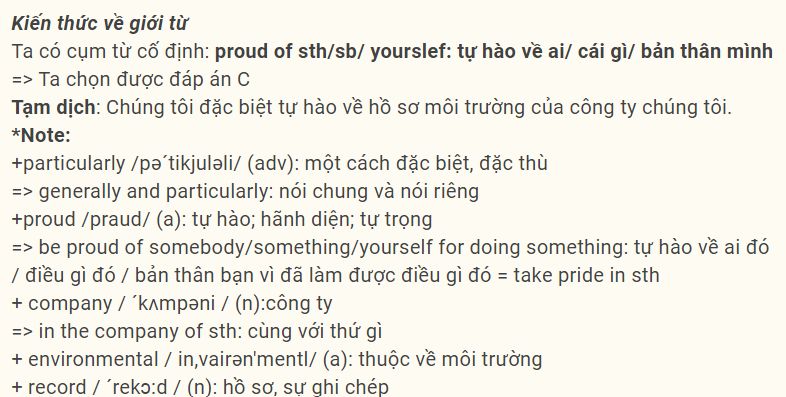 Kiến thức về giới từ
Ta có cụm từ cố định: proud of sth/sb/ yourslef: tự hào về ai/ cái gì/ bản thân mình
=> Ta chọn được đáp án C
Tạm dịch: Chúng tôi đặc biệt tự hào về hồ sơ môi trường của công ty chúng tôi.
*Note:
+particularly /pə´tikjuləli/ (adv): một cách đặc biệt, đặc thù
=> generally and particularly: nói chung và nói riêng
+proud /praud/ (a): tự hào; hãnh diện; tự trọng
=> be proud of somebody/something/yourself for doing something: tự hào về ai đó
/ điều gì đó / bản thân bạn vì đã làm được điều gì đó = take pride in sth
+ company / ´kʌmpəni / (n):công ty
=> in the company of sth: cùng với thứ gì
+ environmental / in,vairən'mentl/ (a): thuộc về môi trường
+ record / ´rekɔ:d / (n): hồ sơ, sự ghi chép